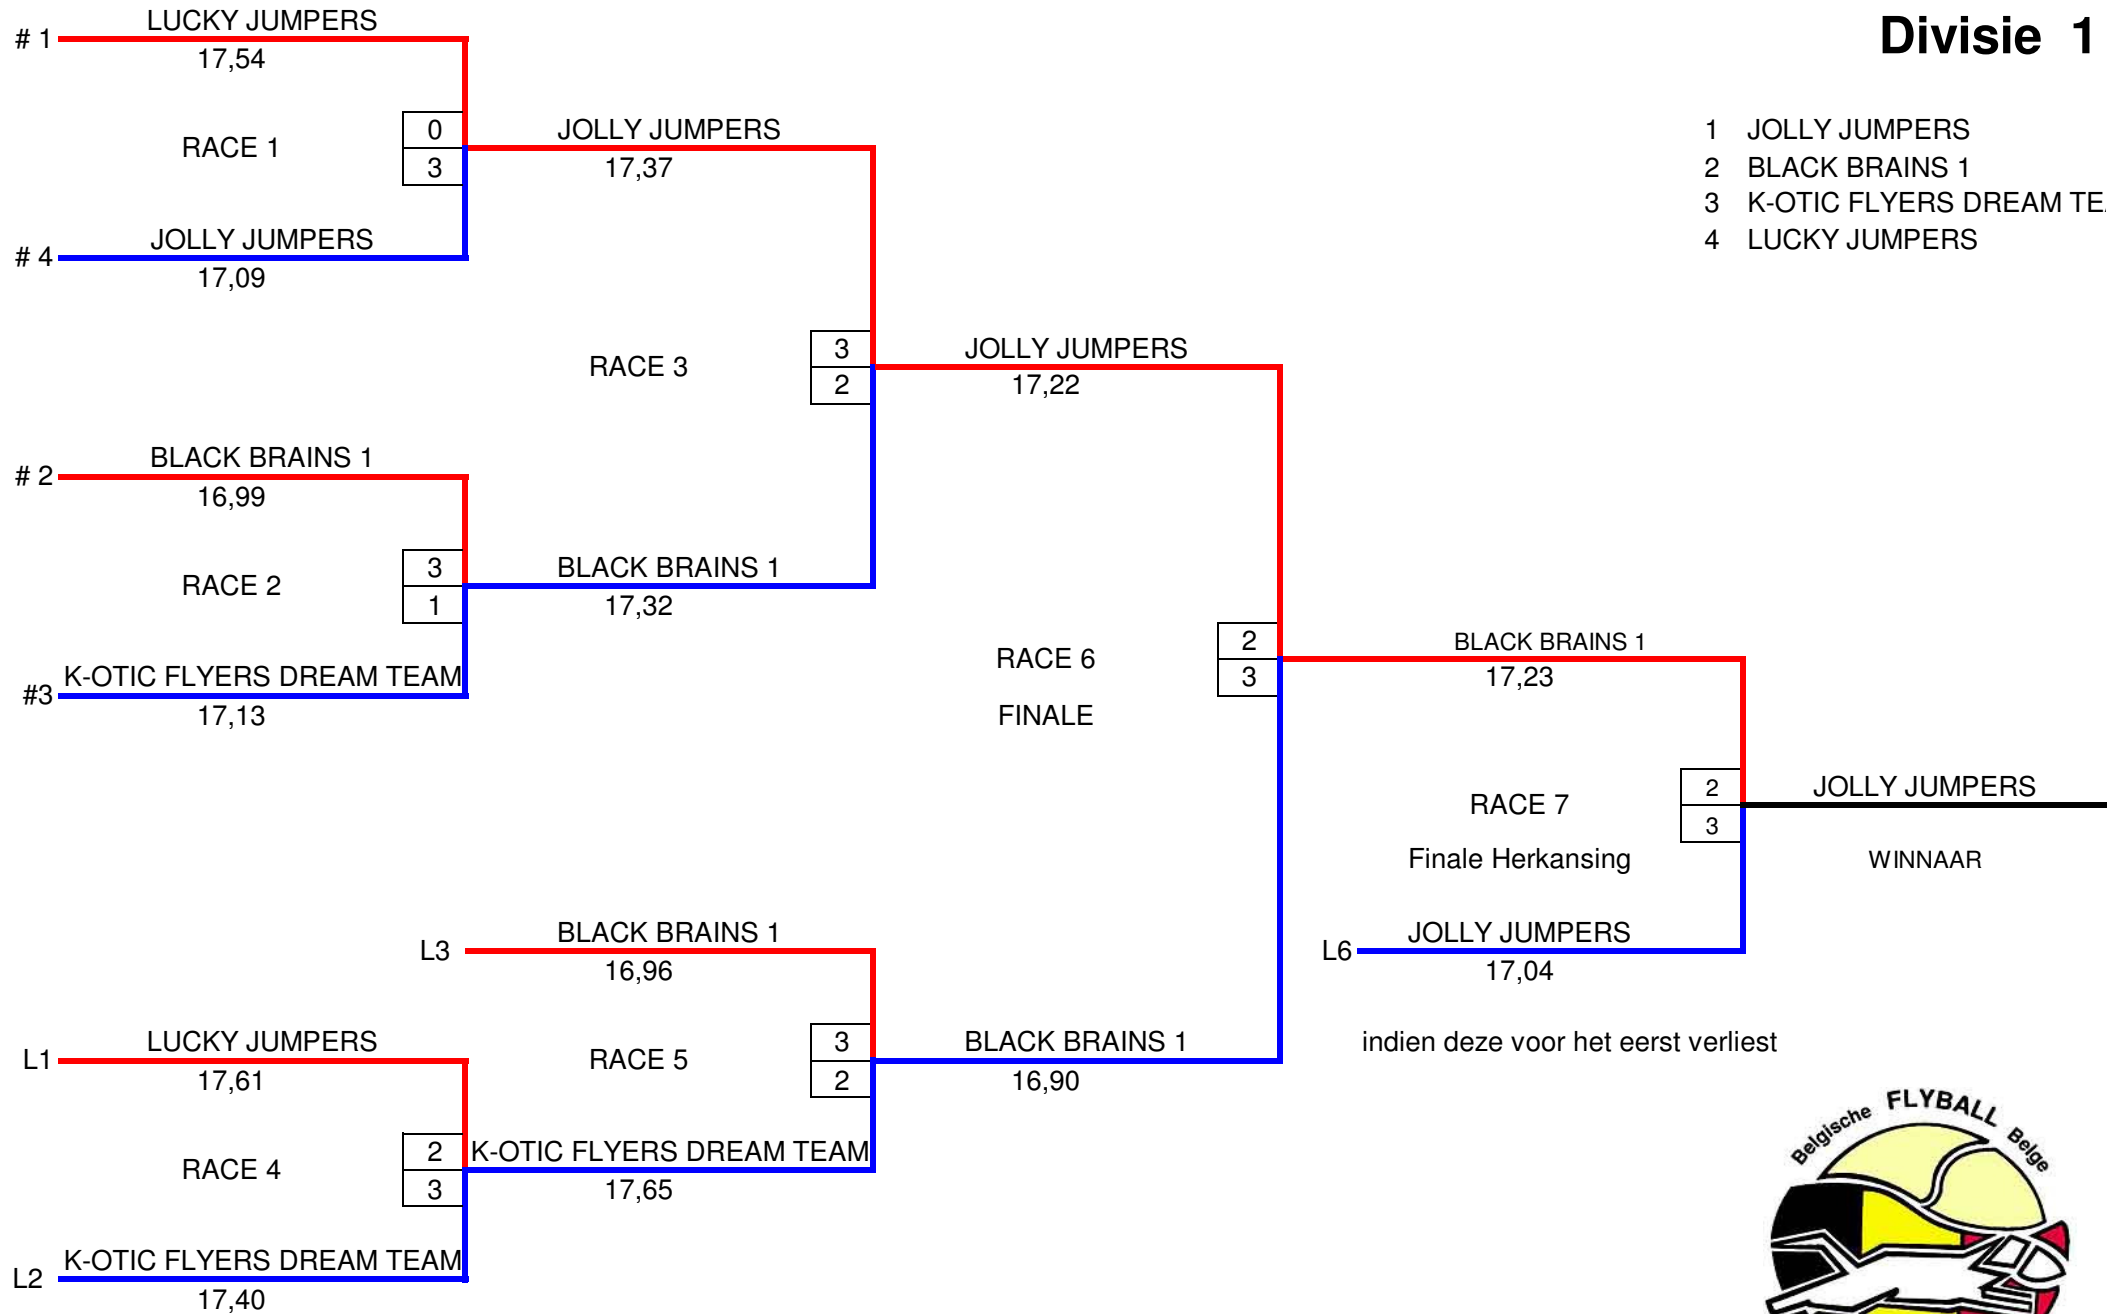 Divisie 1
LUCKY JUMPERS
# 1
17,54
RACE 1
0
3
JOLLY JUMPERS
# 4
17,09
JOLLY JUMPERS
17,37
1 JOLLY JUMPERS
2 BLACK BRAINS 1
3 K-OTIC FLYERS DREAM
4 LUCKY JUMPERS
RACE 3
3
2
JOLLY JUMPERS
17,22
BLACK BRAINS 1
# 2
16,99
RACE 2
3
1
K-OTIC FLYERS DREAM TEAM
#3
17,13
BLACK BRAINS 1
17,32
RACE 6
FINALE
2
3
BLACK BRAINS 1
17,23
RACE 7
Finale Herkansing
2
3
JOLLY JUMPERS
WINNAAR
JOLLY JUMPERS
L6
17,04
indien deze voor het eerst verliest
BLACK BRAINS 1
L3
16,96
RACE 5
3
2
BLACK BRAINS 1
16,90
LUCKY JUMPERS
L1
17,61
RACE 4
2
3
K-OTIC FLYERS DREAM TEAM
17,65
K-OTIC FLYERS DREAM TEAM
L2
17,40
Belgische FLYBALL Belge